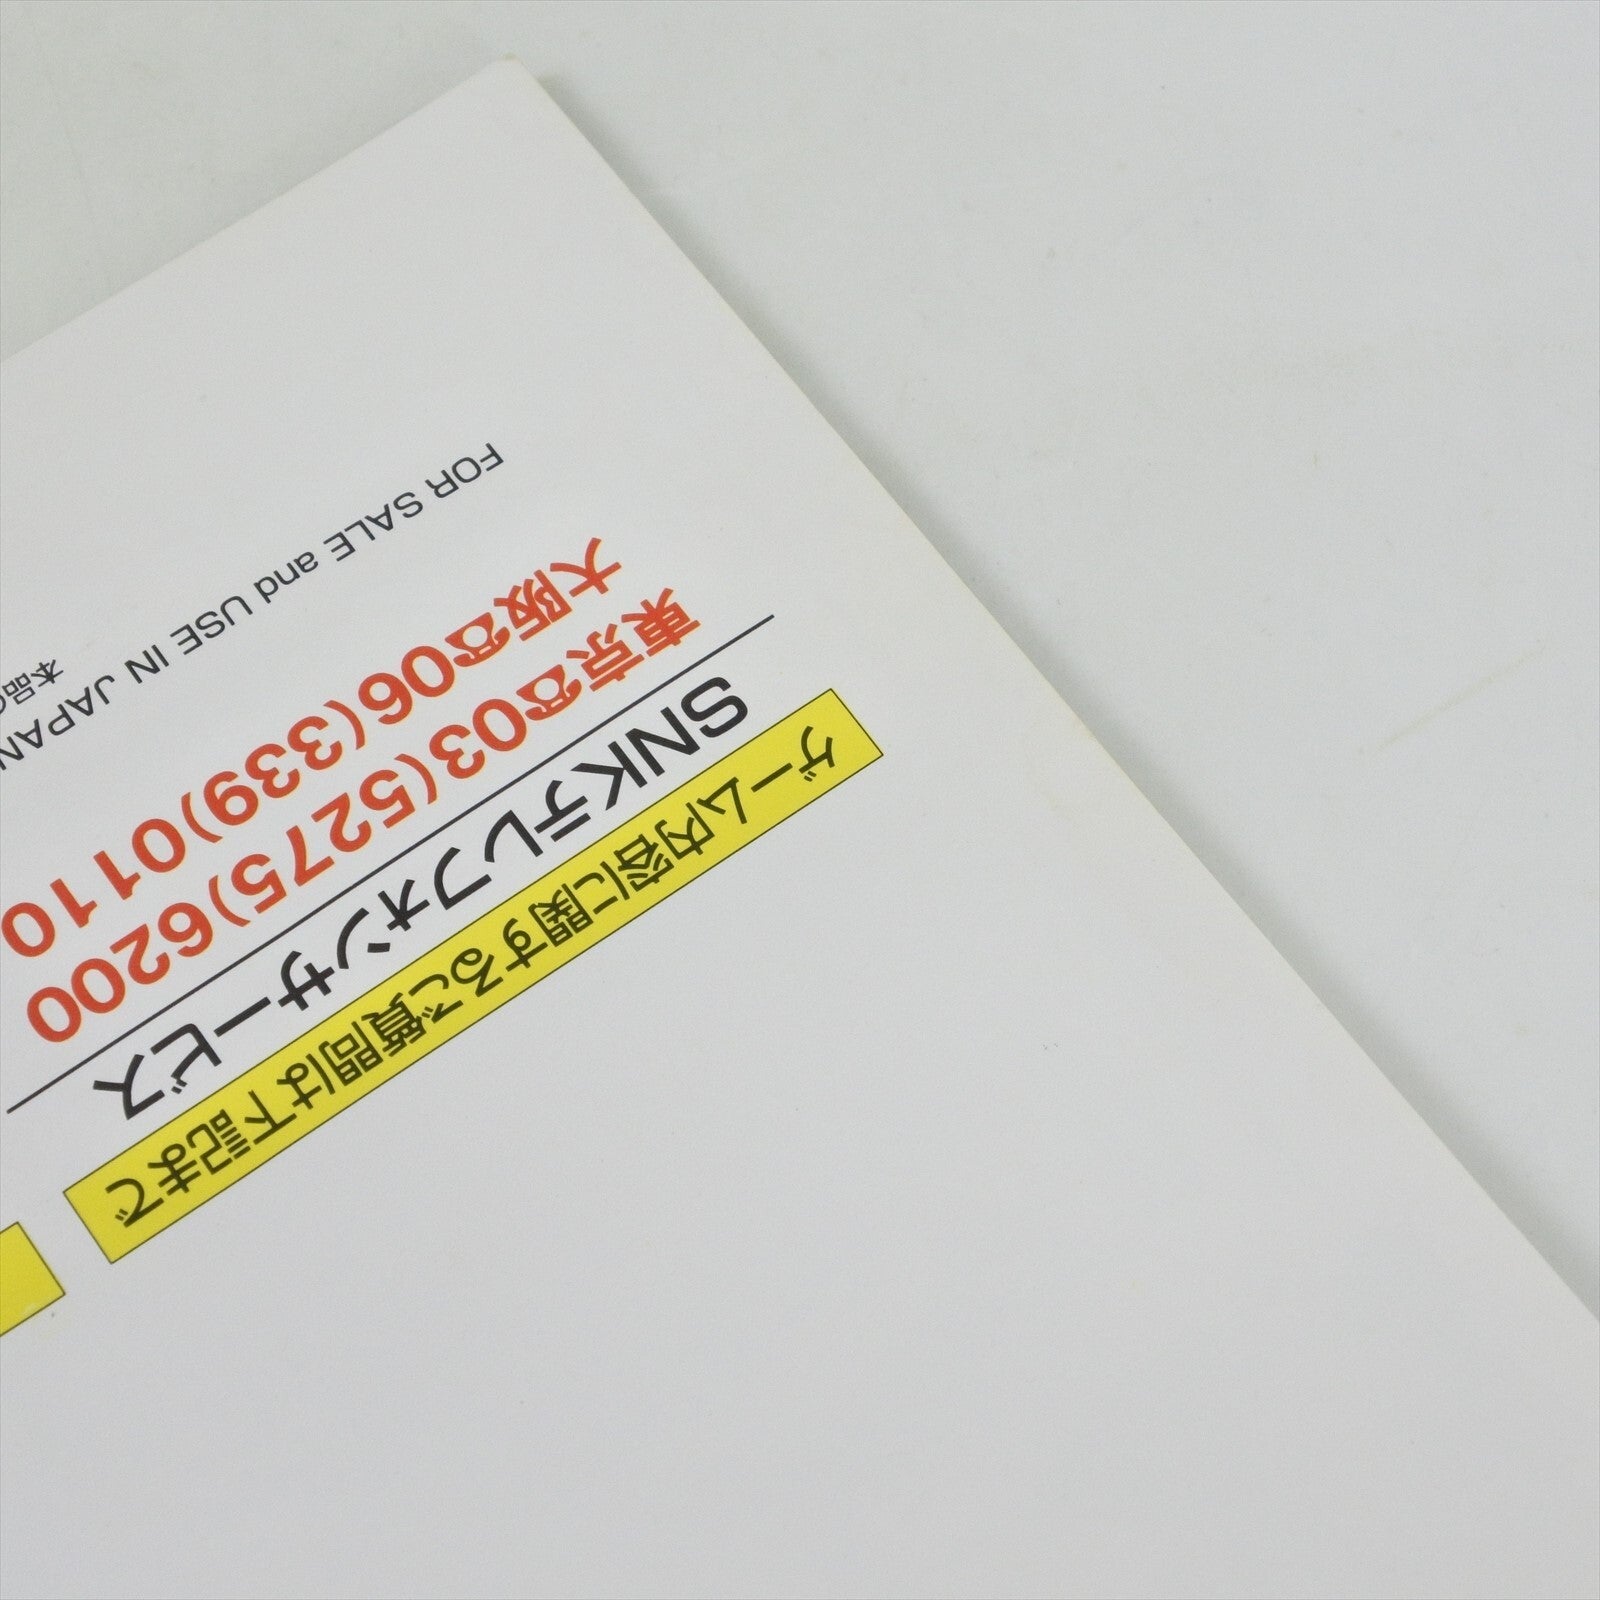 ゲーム内容に関するご質問は下記まで
SNKテレフォンサービス
東京☎03(5275)6200
大阪☎06(339)0110
FOR SALE and USE IN JAPAN
本品